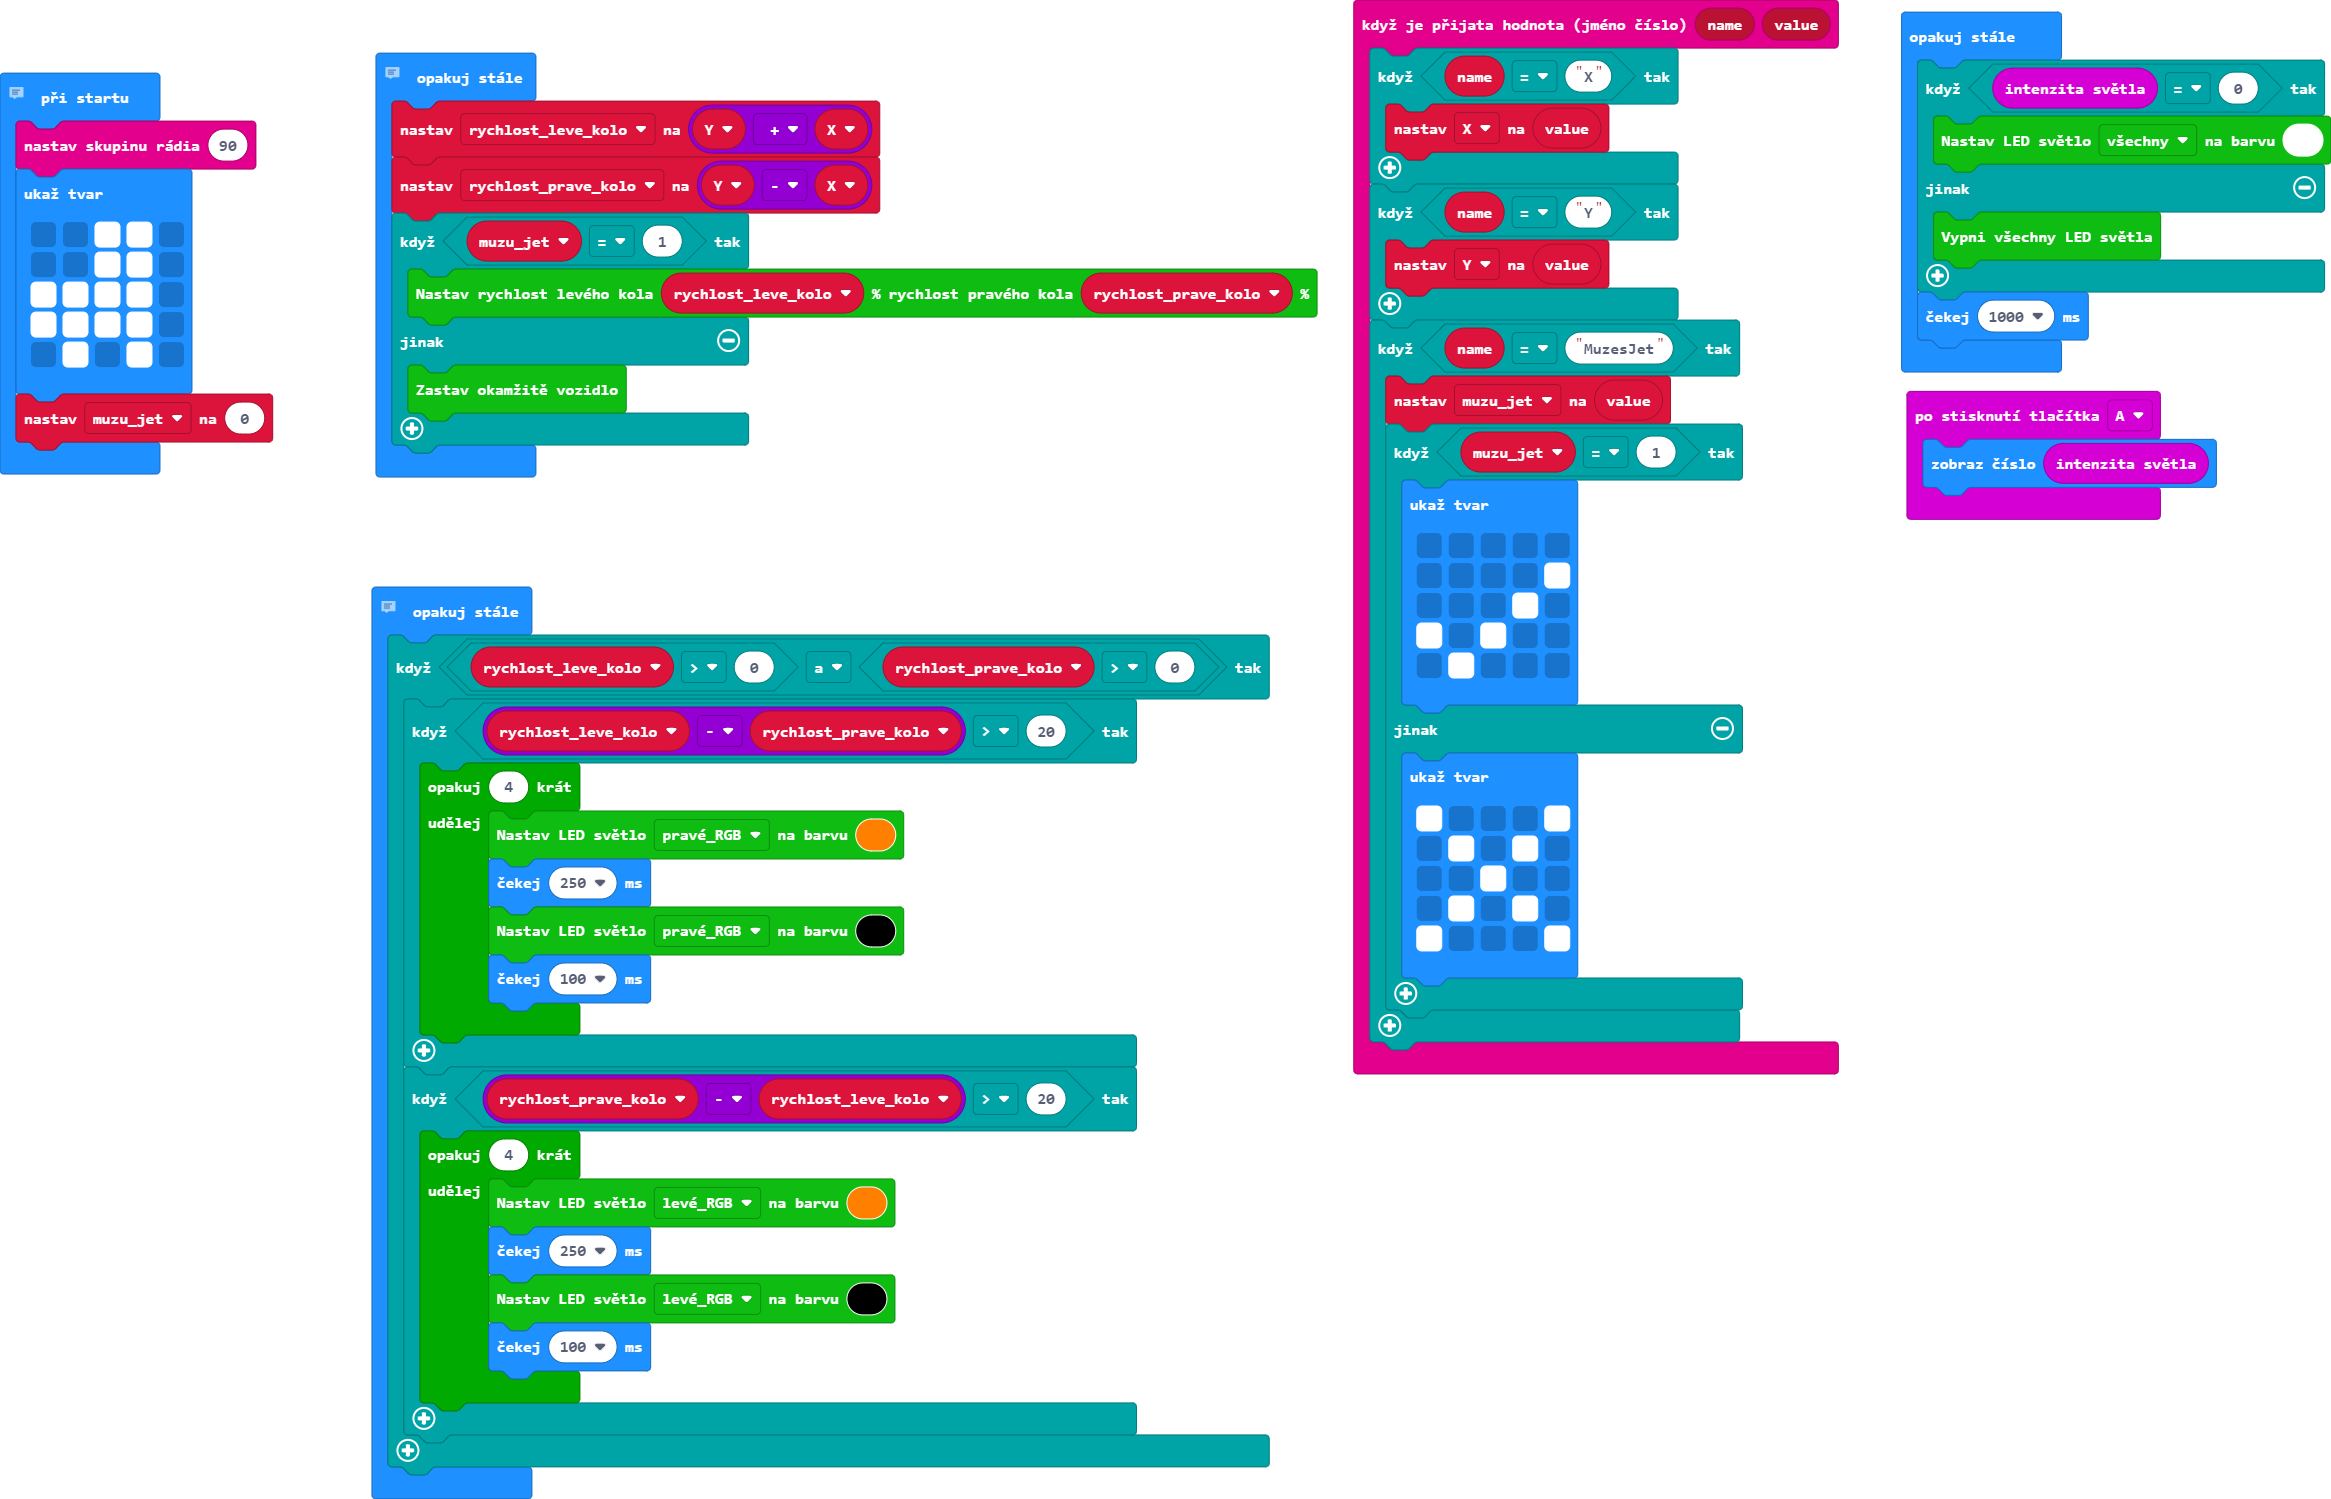 při startu
nastav skupinu rádia 90
ukaž tvar
nastav muzu_jet na 0
opakuj stále
nastav rychlost_leve_kolo na Y + X
nastav rychlost_prave_kolo na Y - X
když muzu_jet = 1 tak
Nastav rychlost levého kola rychlost_leve_kolo % rychlost pravého kola rychlost_prave_kolo %
jinak
Zastav okamžitě vozidlo
opakuj stále
když rychlost_leve_kolo > 0 a rychlost_prave_kolo > 0 tak
když rychlost_leve_kolo - rychlost_prave_kolo > 20 tak
opakuj 4 krát
udělej
Nastav LED světlo pravé_RGB na barvu
čekej 250 ms
Nastav LED světlo pravé_RGB na barvu
čekej 100 ms
když rychlost_prave_kolo - rychlost_leve_kolo > 20 tak
opakuj 4 krát
udělej
Nastav LED světlo levé_RGB na barvu
čekej 250 ms
Nastav LED světlo levé_RGB na barvu
čekej 100 ms
když je přijata hodnota (jméno číslo) name value
když name = "X" tak
nastav X na value
když name = "Y" tak
nastav Y na value
když name = "MuzesJet" tak
nastav muzu_jet na value
když muzu_jet = 1 tak
ukaž tvar
jinak
ukaž tvar
opakuj stále
když intenzita světla = 0 tak
Nastav LED světlo všechny na barvu
jinak
Vypni všechny LED světla
čekej 1000 ms
po stisknutí tlačítka A
zobraz číslo intenzita světla